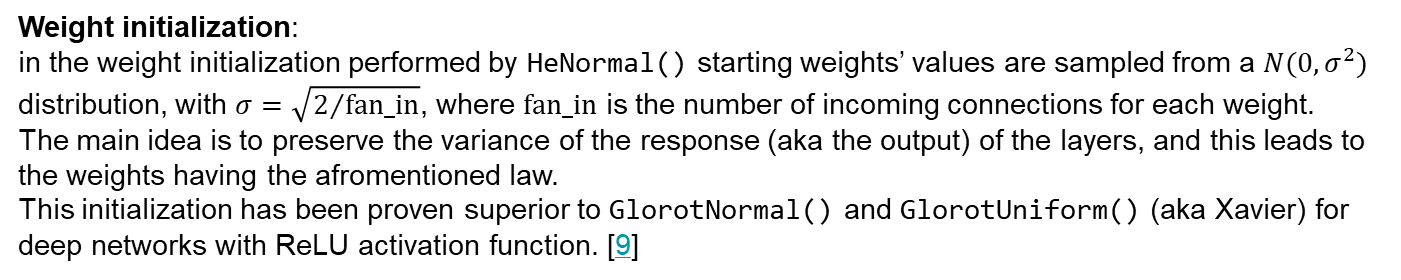 Weight initialization:
in the weight initialization performed by HeNormal() starting weights' values are sampled from a N(0, σ²)
distribution, with σ = √2/fan_in, where fan_in is the number of incoming connections for each weight.
The main idea is to preserve the variance of the response (aka the output) of the layers, and this leads to
the weights having the afromentioned law.
This initialization has been proven superior to GlorotNormal() and GlorotUniform() (aka Xavier) for
deep networks with ReLU activation function. [9]